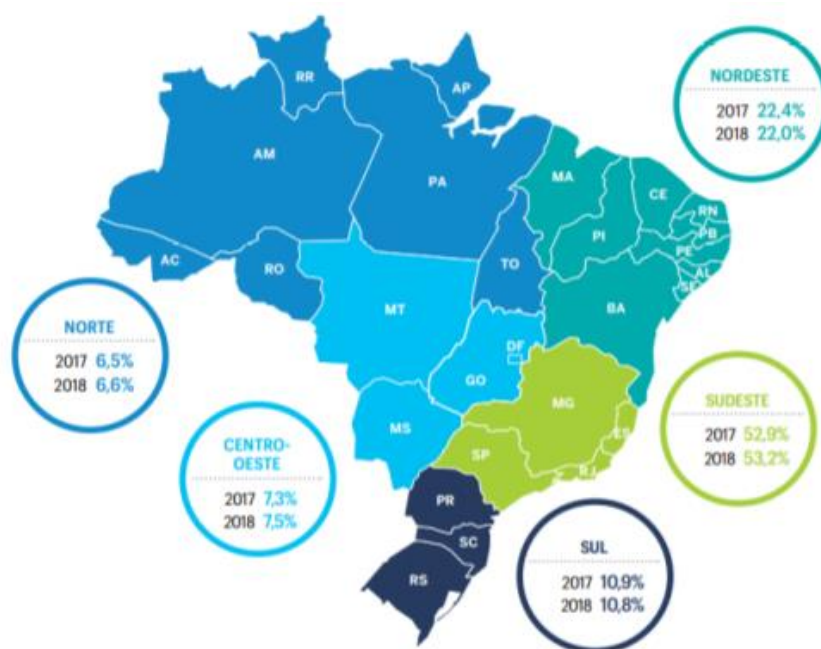 RR
AP
AM
PA
MA
CE
RN
PB
PI
PE
AL
SE
AC
RO
TO
BA
MT
DF
GO
MG
ES
MS
SP
RJ
PR
SC
RS
NORDESTE
2017 22,4%
2018 22,0%
NORTE
2017 6,5%
2018 6,6%
CENTRO-
OESTE
2017 7,3%
2018 7,5%
SUDESTE
2017 52,9%
2018 53,2%
SUL
2017 10,9%
2018 10,8%